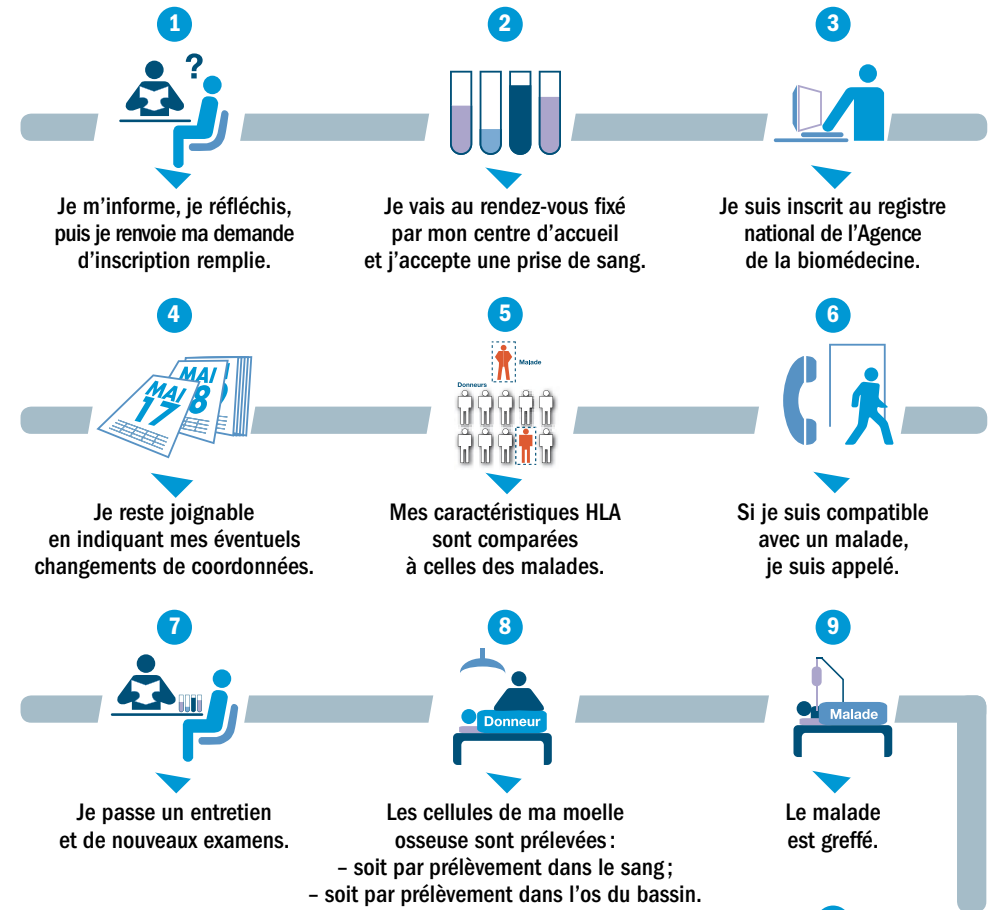 1
?
Je m'informe, je réfléchis,
puis je renvoie ma demande
d'inscription remplie.
2
Je vais au rendez-vous fixé
par mon centre d'accueil
et j'accepte une prise de sang.
3
Je suis inscrit au registre
national de l'Agence
de la biomédecine.
4
MAI
17
MAI
8
Je reste joignable
en indiquant mes éventuels
changements de coordonnées.
5
Malade
Donneurs
Mes caractéristiques HLA
sont comparées
à celles des malades.
6
Si je suis compatible
avec un malade,
je suis appelé.
7
Je passe un entretien
et de nouveaux examens.
8
Donneur
Les cellules de ma moelle
osseuse sont prélevées :
– soit par prélèvement dans le sang ;
– soit par prélèvement dans l'os du bassin.
9
Malade
Le malade
est greffé.